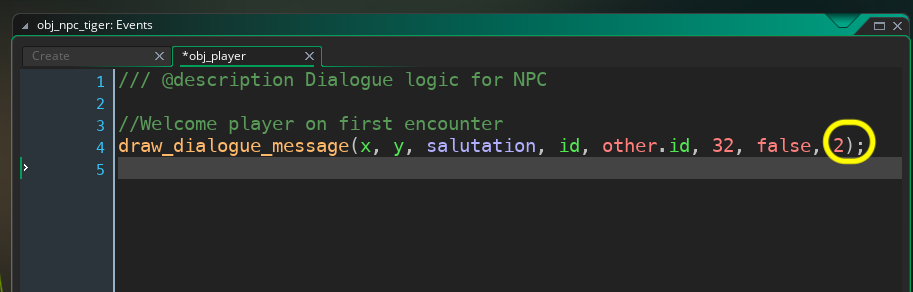 obj_npc_tiger: Events
Create
*obj_player
1 /// @description Dialogue logic for NPC
2
3 //Welcome player on first encounter
4 draw_dialogue_message(x, y, salutation, id, other.id, 32, false, 2);
5